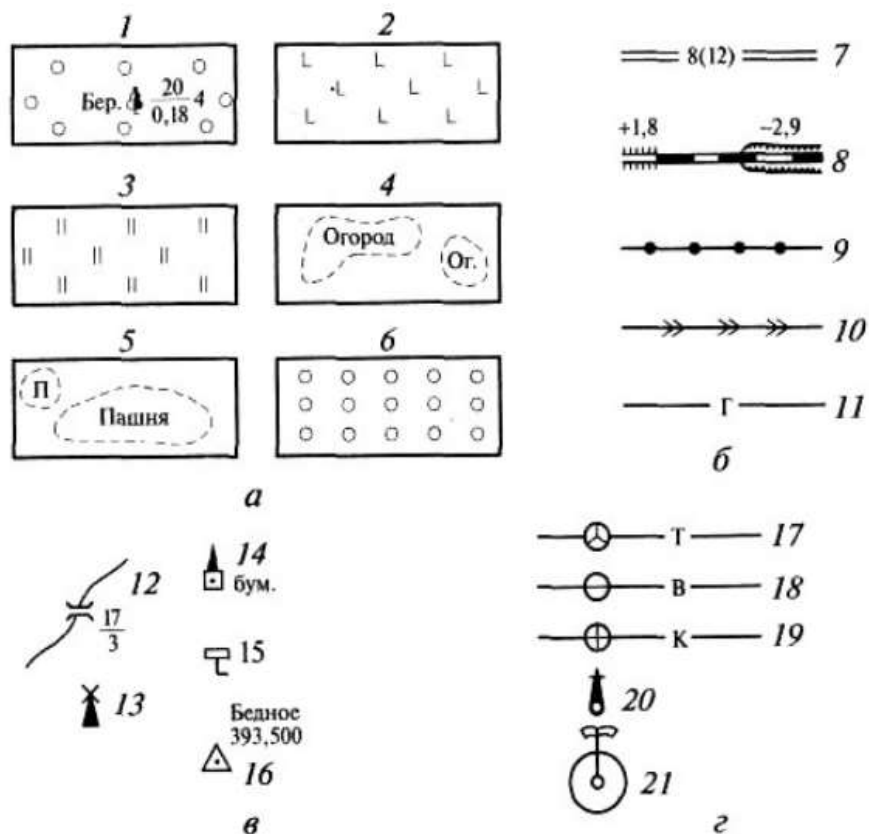 1
Бер. 20/0,18 4
2
3
4
Огород
Ог.
5
П
Пашня
6
а
8(12) 7
+1,8 −2,9
8
9
10
Г 11
б
12
17/3
13
14
бум.
15
Бедное
393,500
16
в
Т 17
В 18
К 19
20
21
г